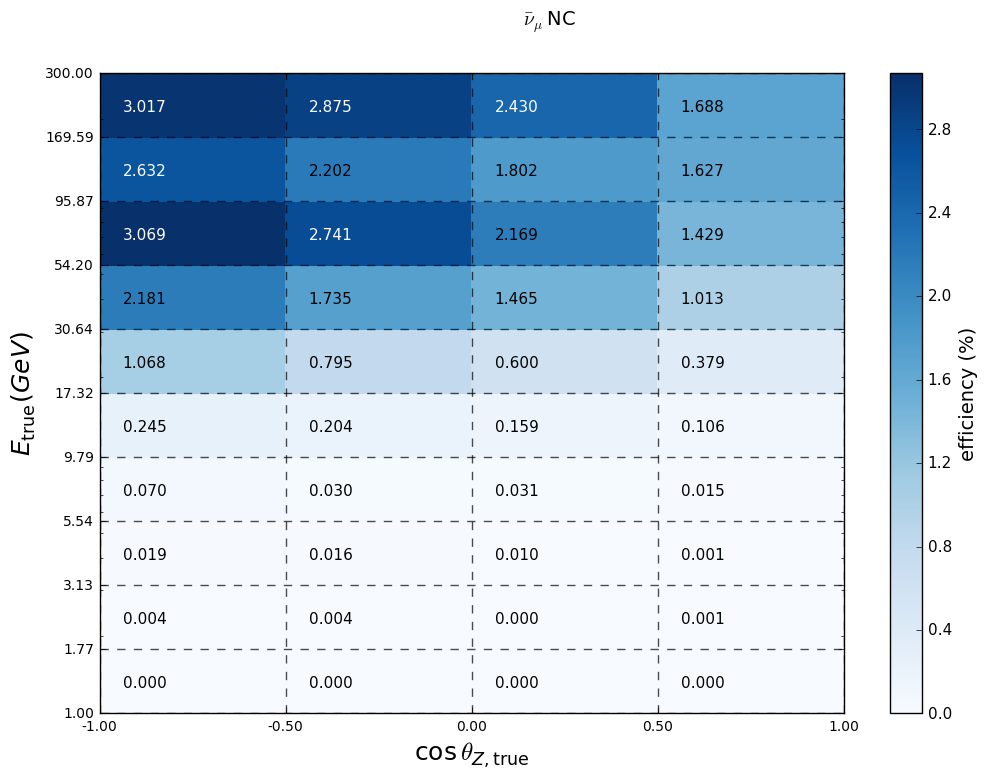 ν̄_μ NC
300.00
3.017 2.875 2.430 1.688
169.59
2.632 2.202 1.802 1.627
95.87
3.069 2.741 2.169 1.429
54.20
2.181 1.735 1.465 1.013
30.64
1.068 0.795 0.600 0.379
17.32
0.245 0.204 0.159 0.106
9.79
0.070 0.030 0.031 0.015
5.54
0.019 0.016 0.010 0.001
3.13
0.004 0.004 0.000 0.001
1.77
0.000 0.000 0.000 0.000
1.00
-1.00 -0.50 0.00 0.50 1.00
cos θ_Z, true
E_true (GeV)
2.8
2.4
2.0
1.6
1.2
0.8
0.4
0.0
efficiency (%)